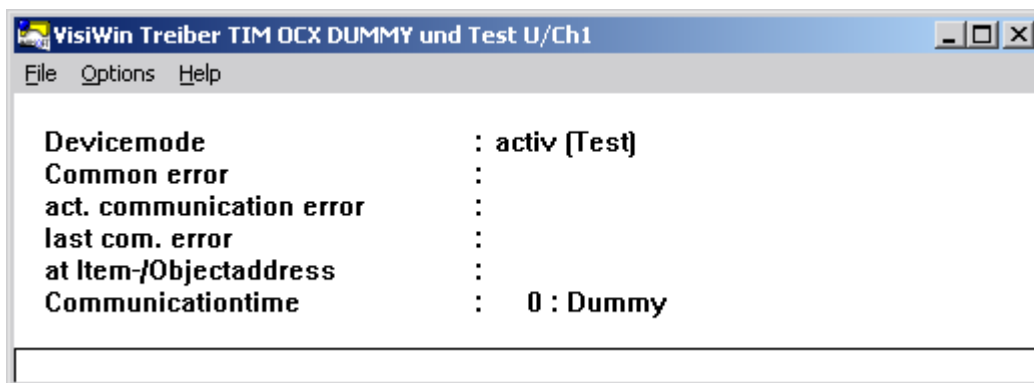 VisiWin Treiber TIM OCX DUMMY und Test U/Ch1
File Options Help
Devicemode : activ (Test)
Common error :
act. communication error :
last com. error :
at Item-/Objectaddress :
Communicationtime : 0 : Dummy